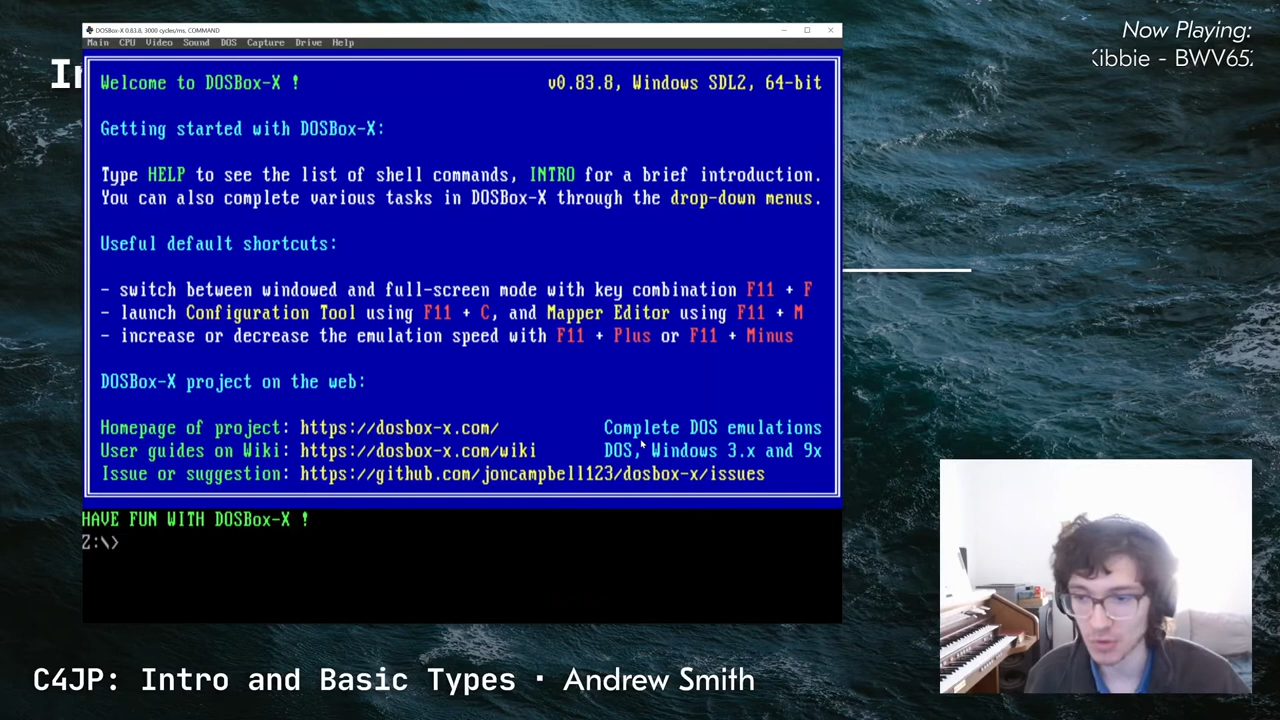 DOSBox-X 0.83.8, 3000 cycles/ms, COMMAND
Main CPU Video Sound DOS Capture Drive Help
Welcome to DOSBox-X ! v0.83.8, Windows SDL2, 64-bit
Getting started with DOSBox-X:
Type HELP to see the list of shell commands, INTRO for a brief introduction.
You can also complete various tasks in DOSBox-X through the drop-down menus.
Useful default shortcuts:
- switch between windowed and full-screen mode with key combination F11 + F
- launch Configuration Tool using F11 + C, and Mapper Editor using F11 + M
- increase or decrease the emulation speed with F11 + Plus or F11 + Minus
DOSBox-X project on the web:
Homepage of project: https://dosbox-x.com/ Complete DOS emulations
User guides on Wiki: https://dosbox-x.com/wiki DOS, Windows 3.x and 9x
Issue or suggestion: https://github.com/joncampbell123/dosbox-x/issues
HAVE FUN WITH DOSBox-X !
Z:\>
In
Now Playing:
Kibbie - BWV652
C4JP: Intro and Basic Types · Andrew Smith